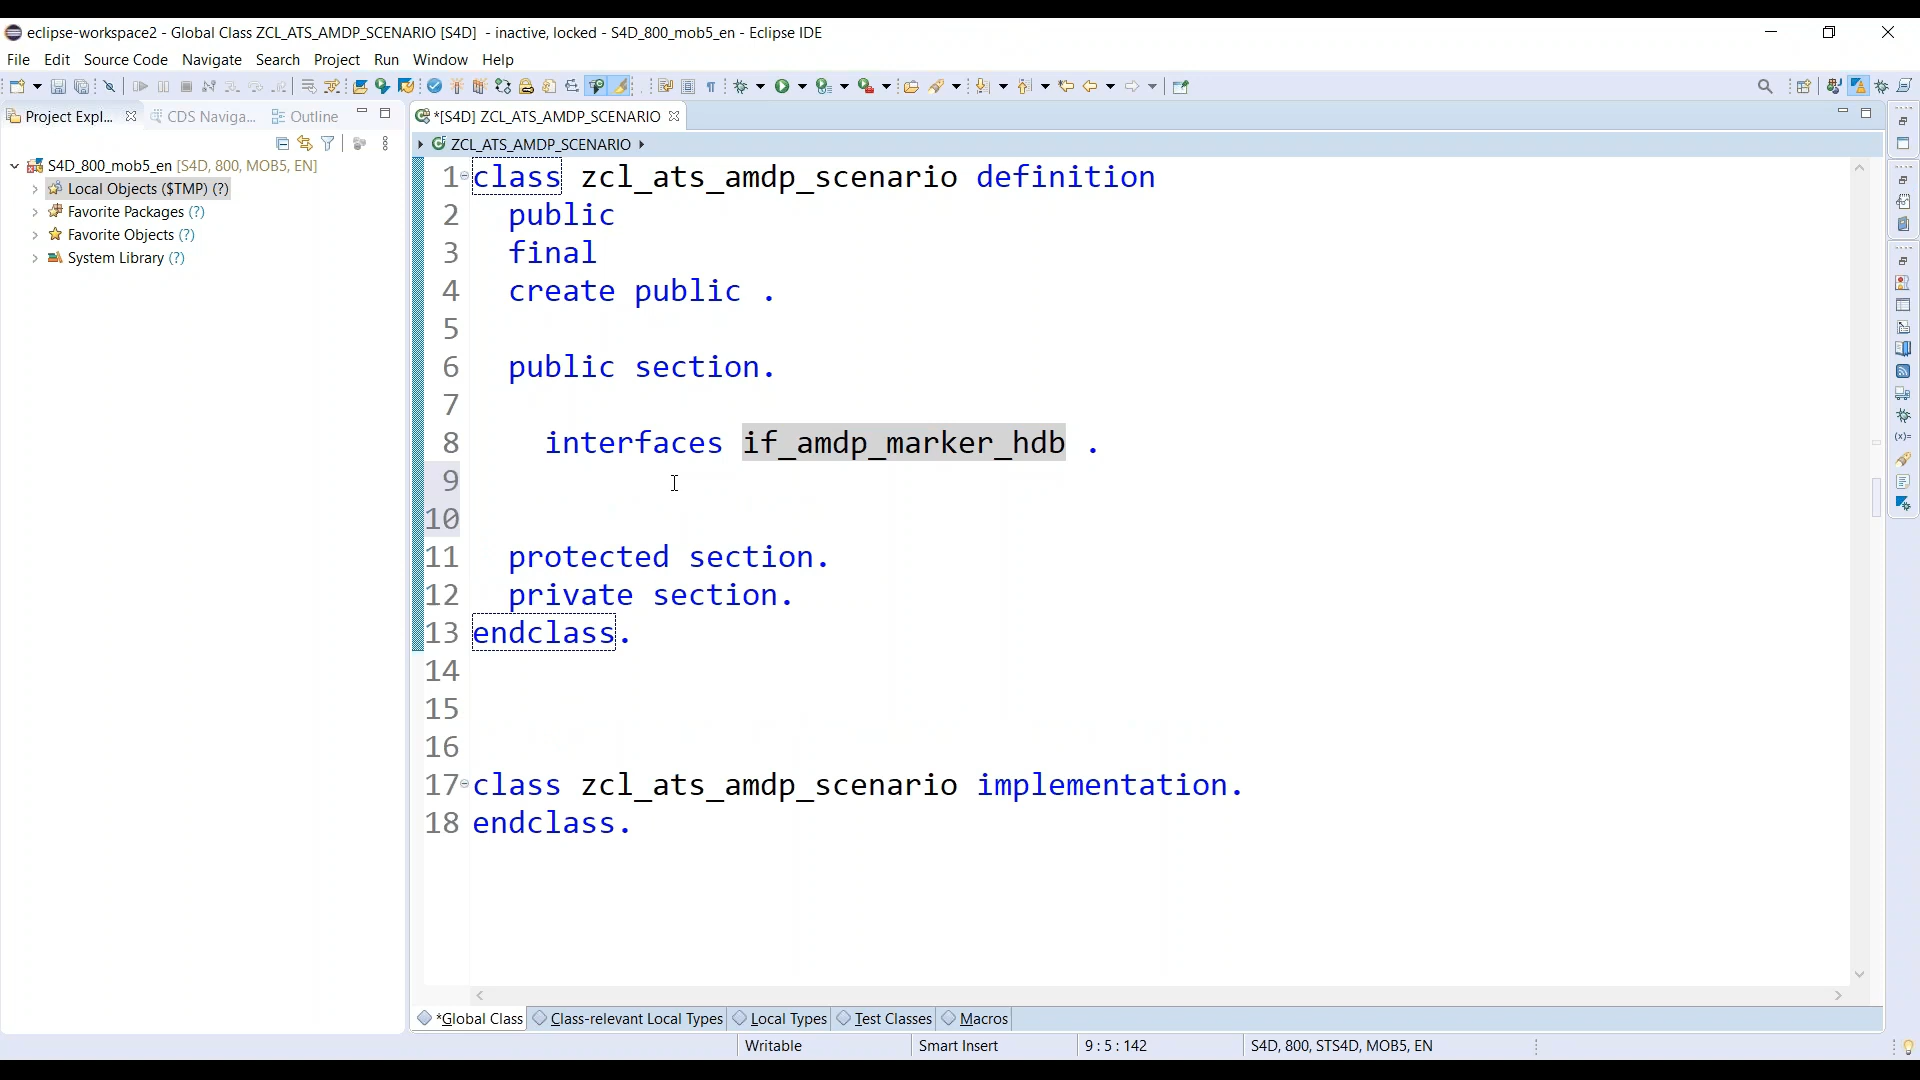 eclipse-workspace2 - Global Class ZCL_ATS_AMDP_SCENARIO [S4D]  - inactive, locked - S4D_800_mob5_en - Eclipse IDE
File Edit Source Code Navigate Search Project Run Window Help
Project Expl... CDS Naviga... Outline
*[S4D] ZCL_ATS_AMDP_SCENARIO
ZCL_ATS_AMDP_SCENARIO
S4D_800_mob5_en [S4D, 800, MOB5, EN]
Local Objects ($TMP) (?)
Favorite Packages (?)
Favorite Objects (?)
System Library (?)
1 class zcl_ats_amdp_scenario definition
2 public
3 final
4 create public .
5
6 public section.
7
8 interfaces if_amdp_marker_hdb .
9
10
11 protected section.
12 private section.
13 endclass.
14
15
16
17 class zcl_ats_amdp_scenario implementation.
18 endclass.
*Global Class Class-relevant Local Types Local Types Test Classes Macros
Writable Smart Insert 9 : 5 : 142 S4D, 800, STS4D, MOB5, EN